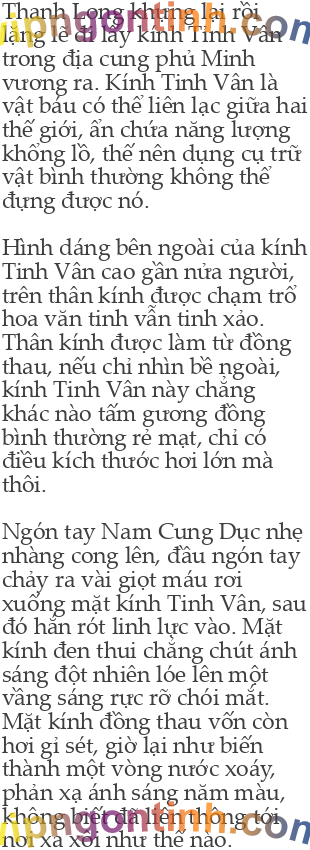 Thanh Long khựng lại rồi
lẳng lẽ đi lấy kính Tinh Vân
trong địa cung phủ Minh
vương ra. Kính Tinh Vân là
vật báu có thể liên lạc giữa hai
thế giới, ẩn chứa năng lượng
khổng lồ, thế nên dụng cụ trữ
vật bình thường không thể
đựng được nó.
Hình dáng bên ngoài của kính
Tinh Vân cao gần nửa người,
trên thân kính được chạm trổ
hoa văn tinh vẫn tinh xảo.
Thân kính được làm từ đồng
thau, nếu chỉ nhìn bề ngoài,
kính Tinh Vân này chẳng
khác nào tấm gương đồng
bình thường rẻ mạt, chỉ có
điều kích thước hơi lớn mà
thôi.
Ngón tay Nam Cung Dục nhẹ
nhàng cong lên, đầu ngón tay
chảy ra vài giọt máu rơi
xuống mặt kính Tinh Vân, sau
đó hắn rót linh lực vào. Mặt
kính đen thui chẳng chút ánh
sáng đột nhiên lóe lên một
vầng sáng rực rỡ chói mắt.
Mặt kính đồng thau vốn còn
hơi gỉ sét, giờ lại như biến
thành một vòng nước xoáy,
phản xạ ánh sáng năm màu,
không biết đã liên thông tới
nơi xa xôi như thế nào.
vipngontinh.com
vipngontinh.com